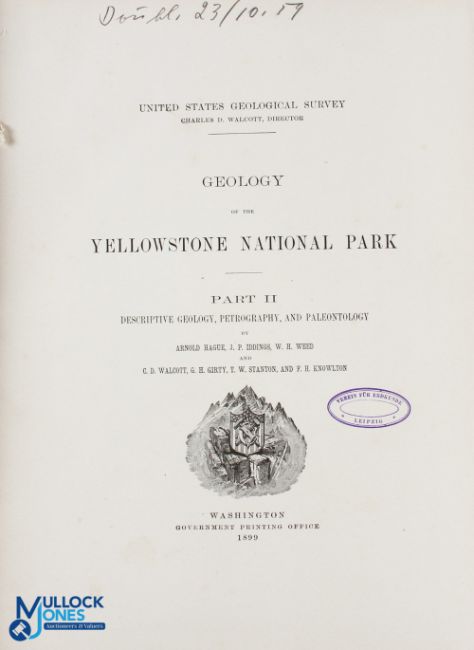 Doubl. 23/10.19
UNITED STATES GEOLOGICAL SURVEY
CHARLES D. WALCOTT, DIRECTOR
GEOLOGY
OF THE
YELLOWSTONE NATIONAL PARK
PART II
DESCRIPTIVE GEOLOGY, PETROGRAPHY, AND PALEONTOLOGY
BY
ARNOLD HAGUE, J. P. IDDINGS, W. H. WEED
AND
C. D. WALCOTT, G. H. GIRTY, T. W. STANTON, AND F. H. KNOWLTON
VEREIN FÜR ERDKUNDE
LEIPZIG
WASHINGTON
GOVERNMENT PRINTING OFFICE
1899
MULLOCK
JONES
Auctioneers & Valuers